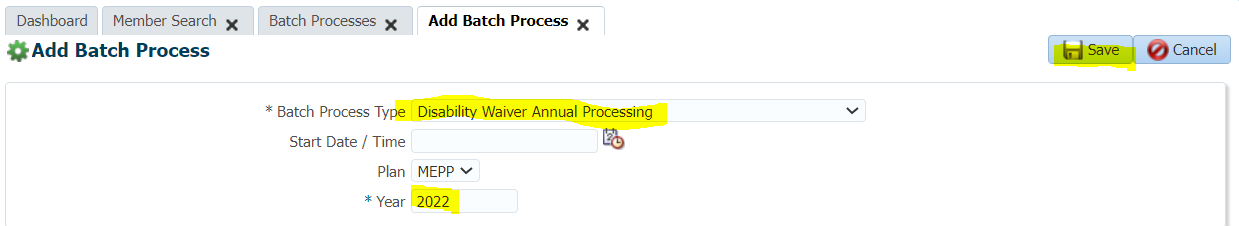 Dashboard Member Search Batch Processes Add Batch Process
Add Batch Process Save Cancel
* Batch Process Type Disability Waiver Annual Processing
Start Date / Time
Plan MEPP
* Year 2022